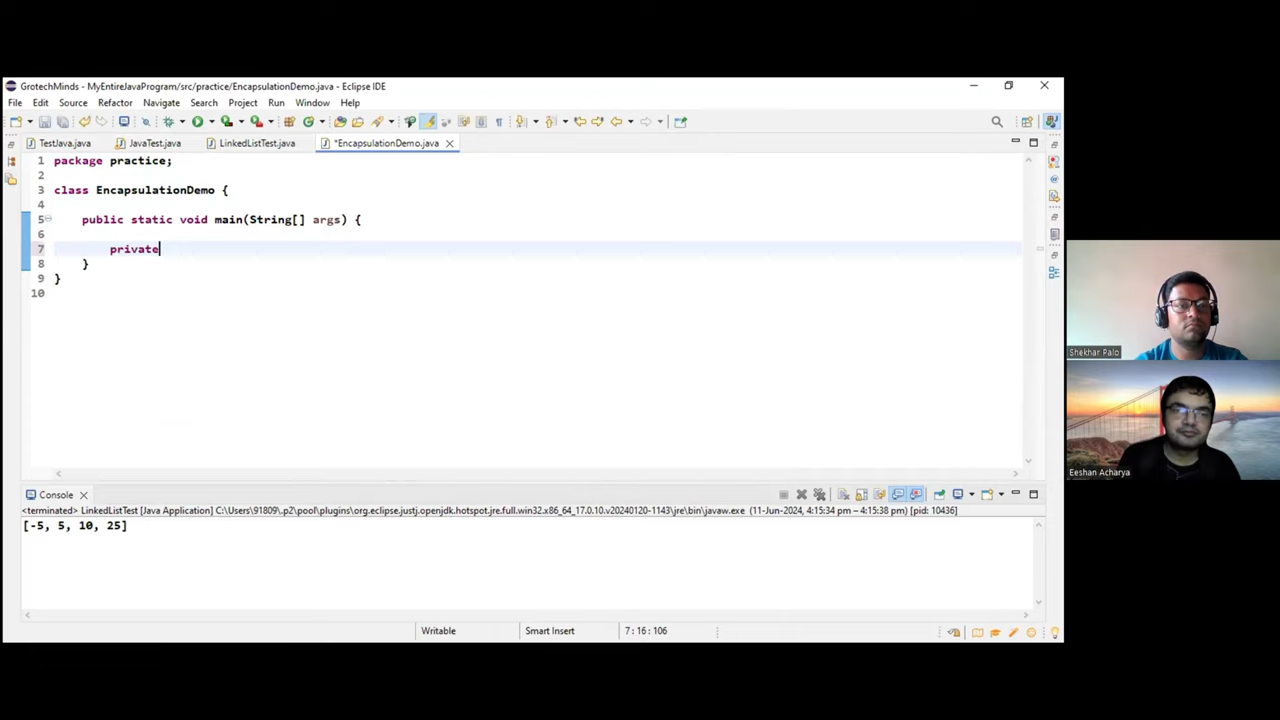 GrotechMinds - MyEntireJavaProgram/src/practice/EncapsulationDemo.java - Eclipse IDE
File Edit Source Refactor Navigate Search Project Run Window Help
TestJava.java JavaTest.java LinkedListTest.java *EncapsulationDemo.java
1 package practice;
2
3 class EncapsulationDemo {
4
5 public static void main(String[] args) {
6
7 private
8 }
9 }
10
Shekhar Palo
Eeshan Acharya
Console
<terminated> LinkedListTest [Java Application] C:\Users\91809\.p2\pool\plugins\org.eclipse.justj.openjdk.hotspot.jre.full.win32.x86_64_17.0.10.v20240120-1143\jre\bin\javaw.exe (11-Jun-2024, 4:15:34 pm – 4:15:38 pm) [pid: 10436]
[-5, 5, 10, 25]
Writable Smart Insert 7 : 16 : 106